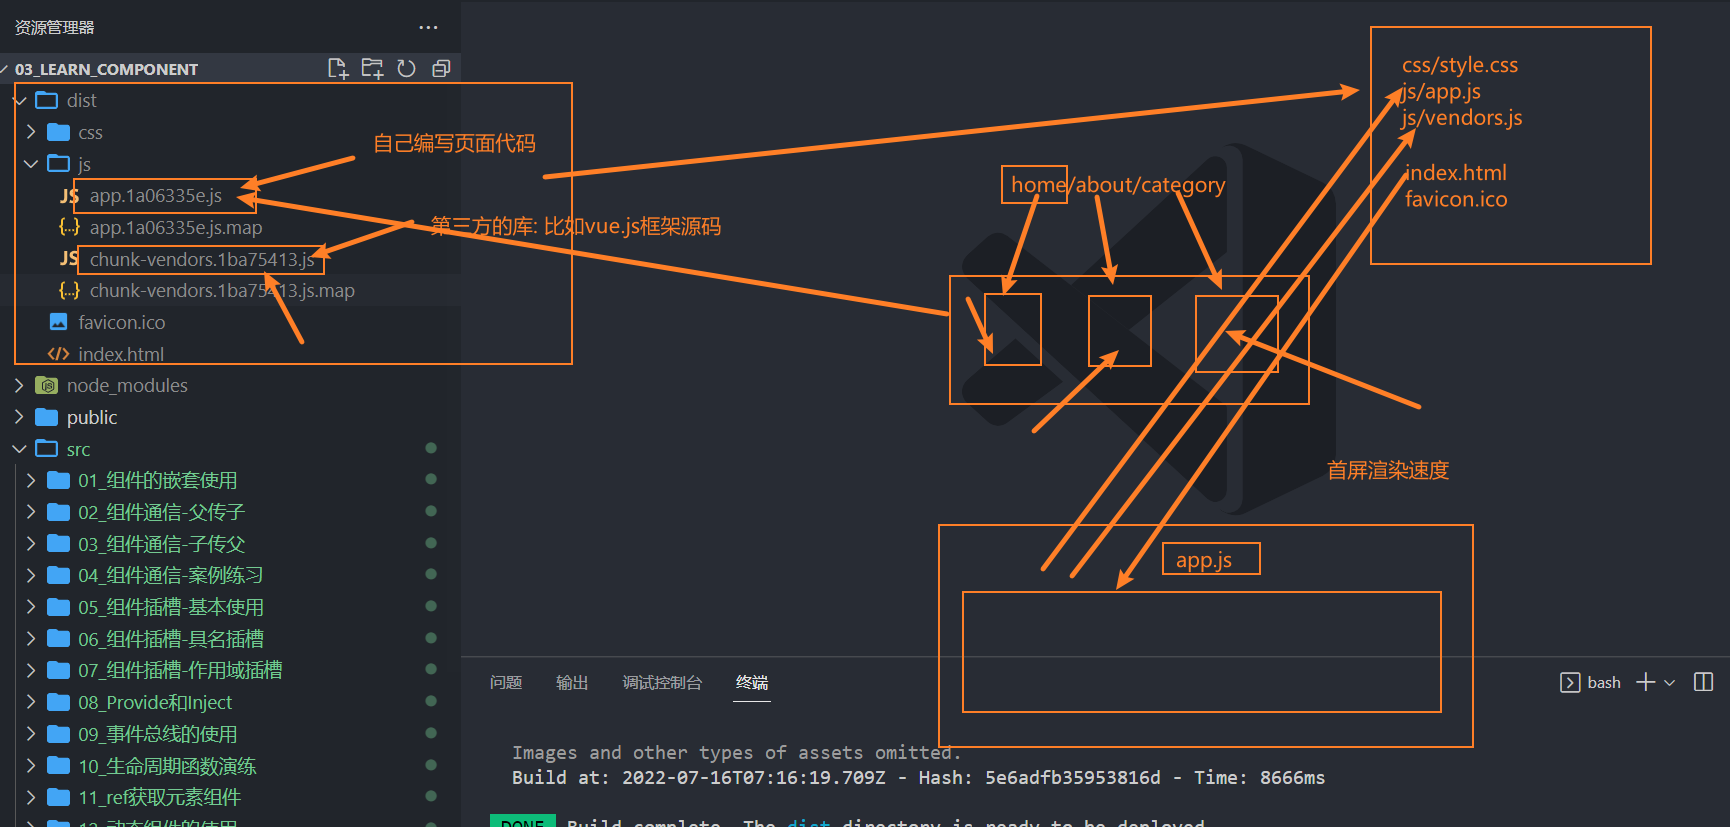 资源管理器
03_LEARN_COMPONENT
dist
css
js
JS app.1a06335e.js
{..} app.1a06335e.js.map
JS chunk-vendors.1ba75413.js
{..} chunk-vendors.1ba75413.js.map
favicon.ico
index.html
node_modules
public
src
01_组件的嵌套使用
02_组件通信-父传子
03_组件通信-子传父
04_组件通信-案例练习
05_组件插槽-基本使用
06_组件插槽-具名插槽
07_组件插槽-作用域插槽
08_Provide和Inject
09_事件总线的使用
10_生命周期函数演练
11_ref获取元素组件
12_动态组件的使用
自己编写页面代码
第三方的库: 比如vue.js框架源码
home/about/category
css/style.css
js/app.js
js/vendors.js
index.html
favicon.ico
首屏渲染速度
app.js
问题
输出
调试控制台
终端
bash
Images and other types of assets omitted.
Build at: 2022-07-16T07:16:19.709Z - Hash: 5e6adfb35953816d - Time: 8666ms
DONE Build complete. The dist directory is ready to be deployed.